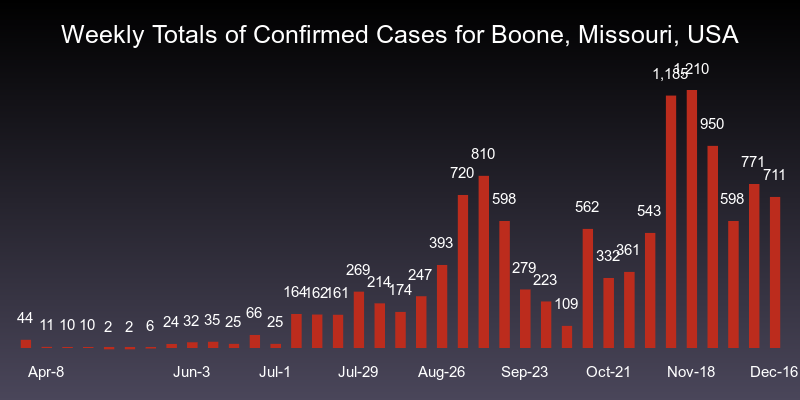 Weekly Totals of Confirmed Cases for Boone, Missouri, USA
44 11 10 10 2 2 6 24 32 35 25 66 25 164 162 161 269 214 174 247 393 720 810 598 279 223 109 562 332 361 543 1,185 1,210 950 598 771 711
Apr-8 Jun-3 Jul-1 Jul-29 Aug-26 Sep-23 Oct-21 Nov-18 Dec-16